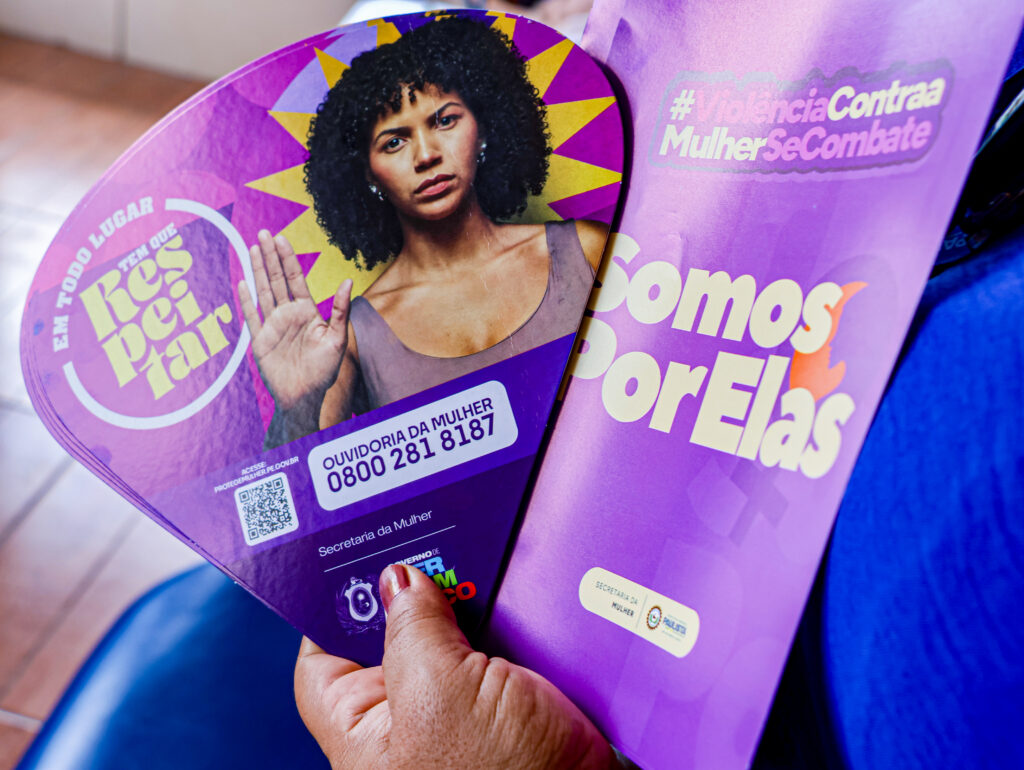 EM TODO LUGAR
TEM QUE
Res
pei
tar
OUVIDORIA DA MULHER
0800 281 8187
ACESSE:
PROTEGEMULHER.PE.GOV.BR
Secretaria da Mulher
#ViolênciaContraa
MulherSeCombate
Somos
PorElas
SECRETARIA DA
MULHER